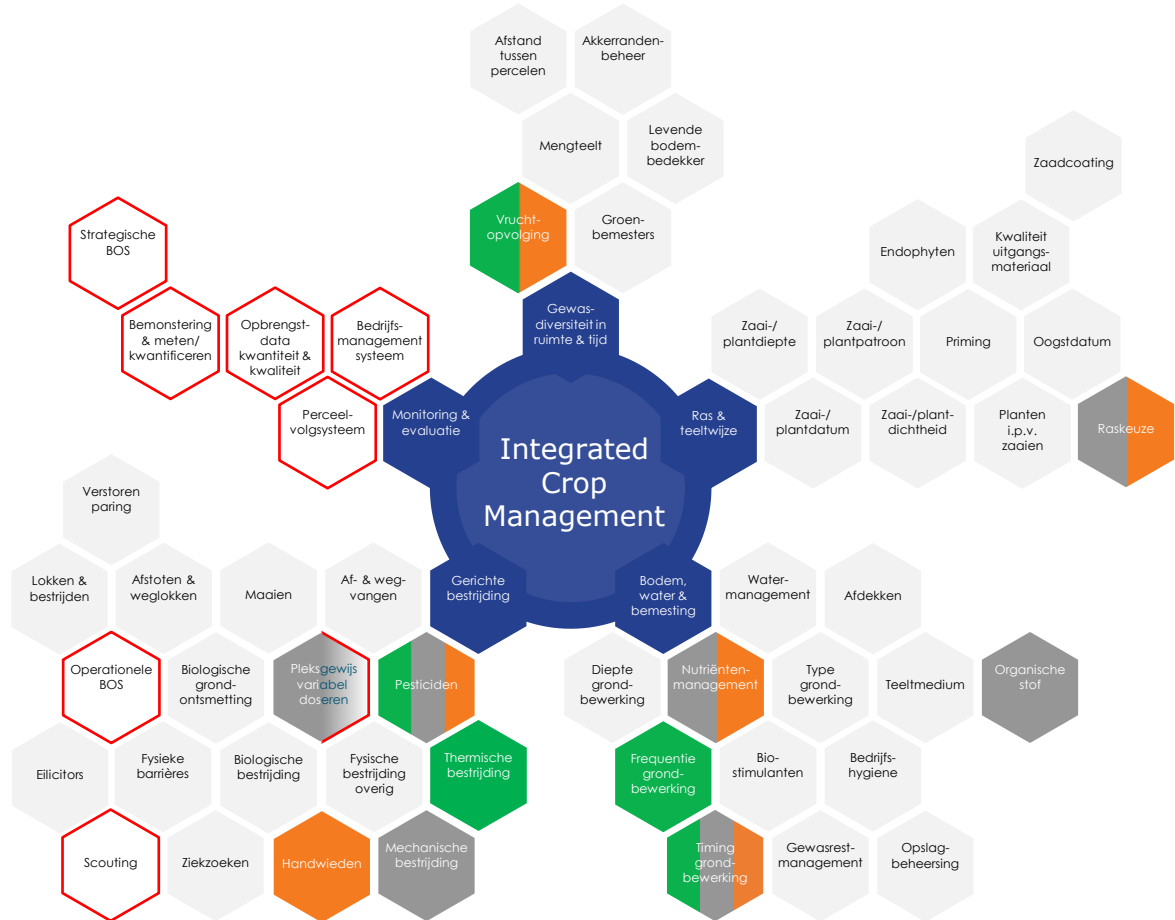 Afstand
tussen
percelen
Akkerranden-
beheer
Mengteelt
Levende
bodem-
bedekker
Vrucht-
opvolging
Groen-
bemesters
Gewas-
diversiteit in
ruimte & tijd
Zaadcoating
Endophyten
Kwaliteit
uitgangs-
materiaal
Zaai-/
plantdiepte
Zaai-/
plantpatroon
Priming
Oogstdatum
Ras &
teeltwijze
Zaai-/
plantdatum
Zaai-/plant-
dichtheid
Planten
i.p.v.
zaaien
Raskeuze
Strategische
BOS
Bemonstering
& meten/
kwantificeren
Opbrengst-
data
kwantiteit &
kwaliteit
Bedrijfs-
management
systeem
Perceel-
volgsysteem
Monitoring &
evaluatie
Integrated
Crop
Management
Verstoren
paring
Lokken &
bestrijden
Afstoten &
weglokken
Maaien
Af- & weg-
vangen
Gerichte
bestrijding
Operationele
BOS
Biologische
grond-
ontsmetting
Pleksgewijs
variabel
doseren
Pesticiden
Eilicitors
Fysieke
barrières
Biologische
bestrijding
Fysische
bestrijding
overig
Thermische
bestrijding
Scouting
Ziekzoeken
Handwieden
Mechanische
bestrijding
Bodem,
water &
bemesting
Water-
management
Afdekken
Diepte
grond-
bewerking
Nutriënten-
management
Type
grond-
bewerking
Teeltmedium
Organische
stof
Frequentie
grond-
bewerking
Bio-
stimulanten
Bedrijfs-
hygiene
Timing
grond-
bewerking
Gewasrest-
management
Opslag-
beheersing